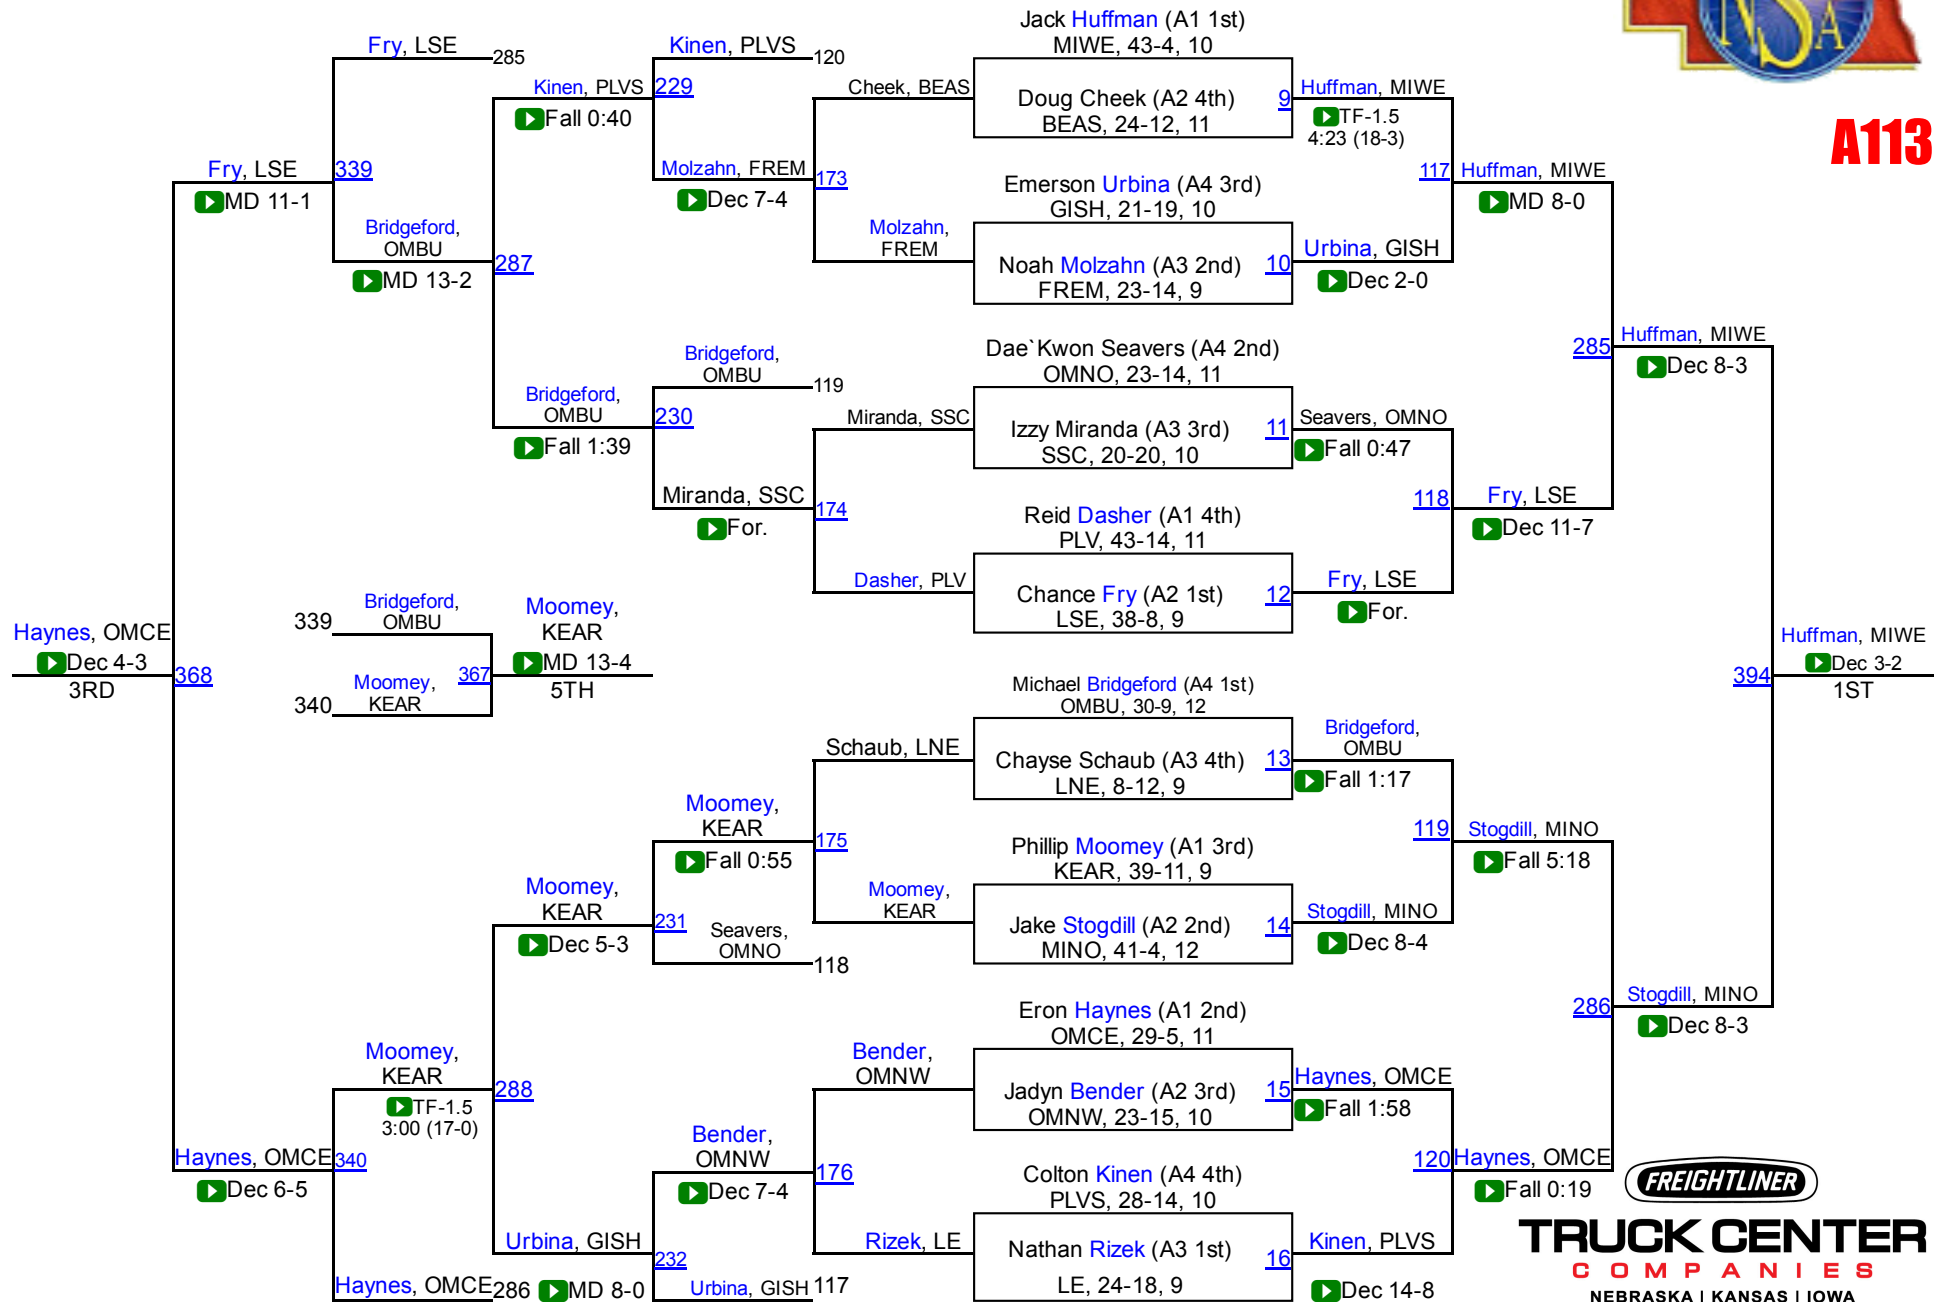 NSA
A113
Jack Huffman (A1 1st)
MIWE, 43-4, 10
Doug Cheek (A2 4th)
BEAS, 24-12, 11
Emerson Urbina (A4 3rd)
GISH, 21-19, 10
Noah Molzahn (A3 2nd)
FREM, 23-14, 9
Dae`Kwon Seavers (A4 2nd)
OMNO, 23-14, 11
Izzy Miranda (A3 3rd)
SSC, 20-20, 10
Reid Dasher (A1 4th)
PLV, 43-14, 11
Chance Fry (A2 1st)
LSE, 38-8, 9
Michael Bridgeford (A4 1st)
OMBU, 30-9, 12
Chayse Schaub (A3 4th)
LNE, 8-12, 9
Phillip Moomey (A1 3rd)
KEAR, 39-11, 9
Jake Stogdill (A2 2nd)
MINO, 41-4, 12
Eron Haynes (A1 2nd)
OMCE, 29-5, 11
Jadyn Bender (A2 3rd)
OMNW, 23-15, 10
Colton Kinen (A4 4th)
PLVS, 28-14, 10
Nathan Rizek (A3 1st)
LE, 24-18, 9
9
Huffman, MIWE
TF-1.5
4:23 (18-3)
10
Urbina, GISH
Dec 2-0
11
Seavers, OMNO
Fall 0:47
12
Fry, LSE
For.
13
Bridgeford,
OMBU
Fall 1:17
14
Stogdill, MINO
Dec 8-4
15
Haynes, OMCE
Fall 1:58
16
Kinen, PLVS
Dec 14-8
117
Huffman, MIWE
MD 8-0
118
Fry, LSE
Dec 11-7
119
Stogdill, MINO
Fall 5:18
120
Haynes, OMCE
Fall 0:19
285
Huffman, MIWE
Dec 8-3
286
Stogdill, MINO
Dec 8-3
394
Huffman, MIWE
Dec 3-2
1ST
Cheek, BEAS
Molzahn,
FREM
173
Miranda, SSC
Dasher, PLV
174
Schaub, LNE
Moomey,
KEAR
175
Bender,
OMNW
Rizek, LE
176
Kinen, PLVS
120
Molzahn, FREM
Dec 7-4
229
Bridgeford,
OMBU
119
Miranda, SSC
For.
230
Moomey,
KEAR
Fall 0:55
231
Seavers,
OMNO
118
Bender,
OMNW
Dec 7-4
232
Urbina, GISH
117
Fry, LSE
285
Kinen, PLVS
Fall 0:40
287
Bridgeford,
OMBU
Fall 1:39
Moomey,
KEAR
Dec 5-3
288
Urbina, GISH
MD 8-0
Bridgeford,
OMBU
MD 13-2
339
Moomey,
KEAR
TF-1.5
3:00 (17-0)
340
Haynes, OMCE
286
Fry, LSE
MD 11-1
Haynes, OMCE
Dec 6-5
368
Haynes, OMCE
Dec 4-3
3RD
339
Bridgeford,
OMBU
340
Moomey,
KEAR
367
Moomey,
KEAR
MD 13-4
5TH
FREIGHTLINER
TRUCK CENTER
COMPANIES
NEBRASKA | KANSAS | IOWA